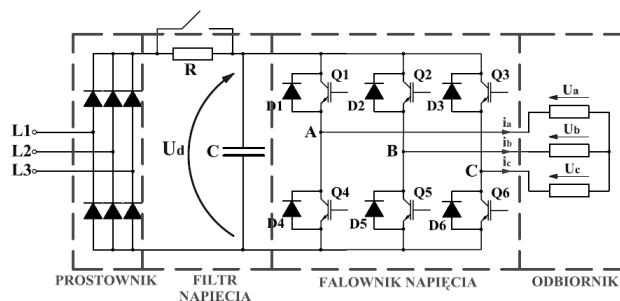 R
Q1
Q2
Q3
D1
D2
D3
Ua
L1
A
ia
L2
Ud
C
B
ib
Ub
L3
C
ic
Uc
Q4
Q5
Q6
D4
D5
D6
PROSTOWNIK
FILTR
NAPIĘCIA
FALOWNIK NAPIĘCIA
ODBIORNIK